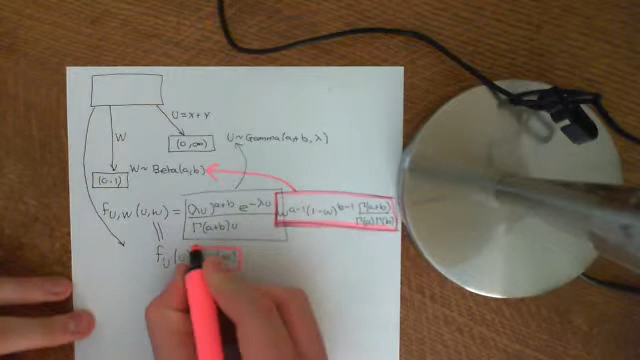 U = X + Y
W
(0, ∞)
U ~ Gamma(a+b, λ)
W ~ Beta(a,b)
(0,1)
f_{U,W}(u,w) = (λu)^{a+b} e^{-λu} / Γ(a+b) u w^{a-1}(1-w)^{b-1} Γ(a+b) / Γ(a)Γ(b)
f_U(u)